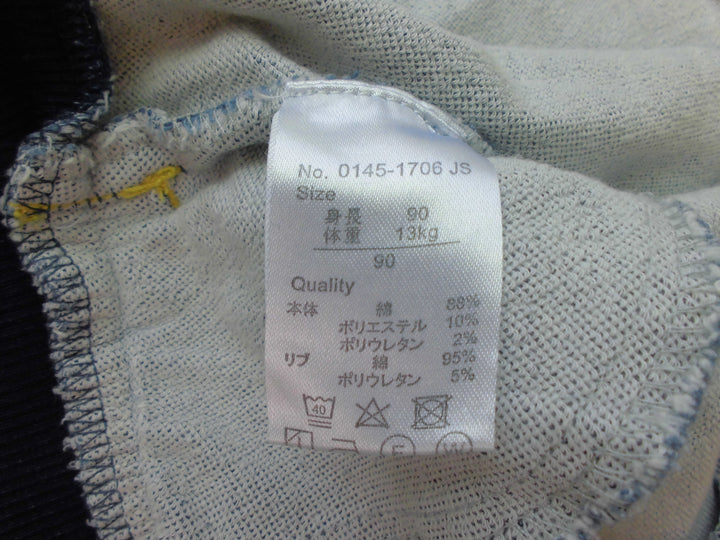 No. 0145-1706 JS
Size
身長 90
体重 13kg
90
Quality
本体 綿 88%
ポリエステル 10%
ポリウレタン 2%
リブ 綿 95%
ポリウレタン 5%
40